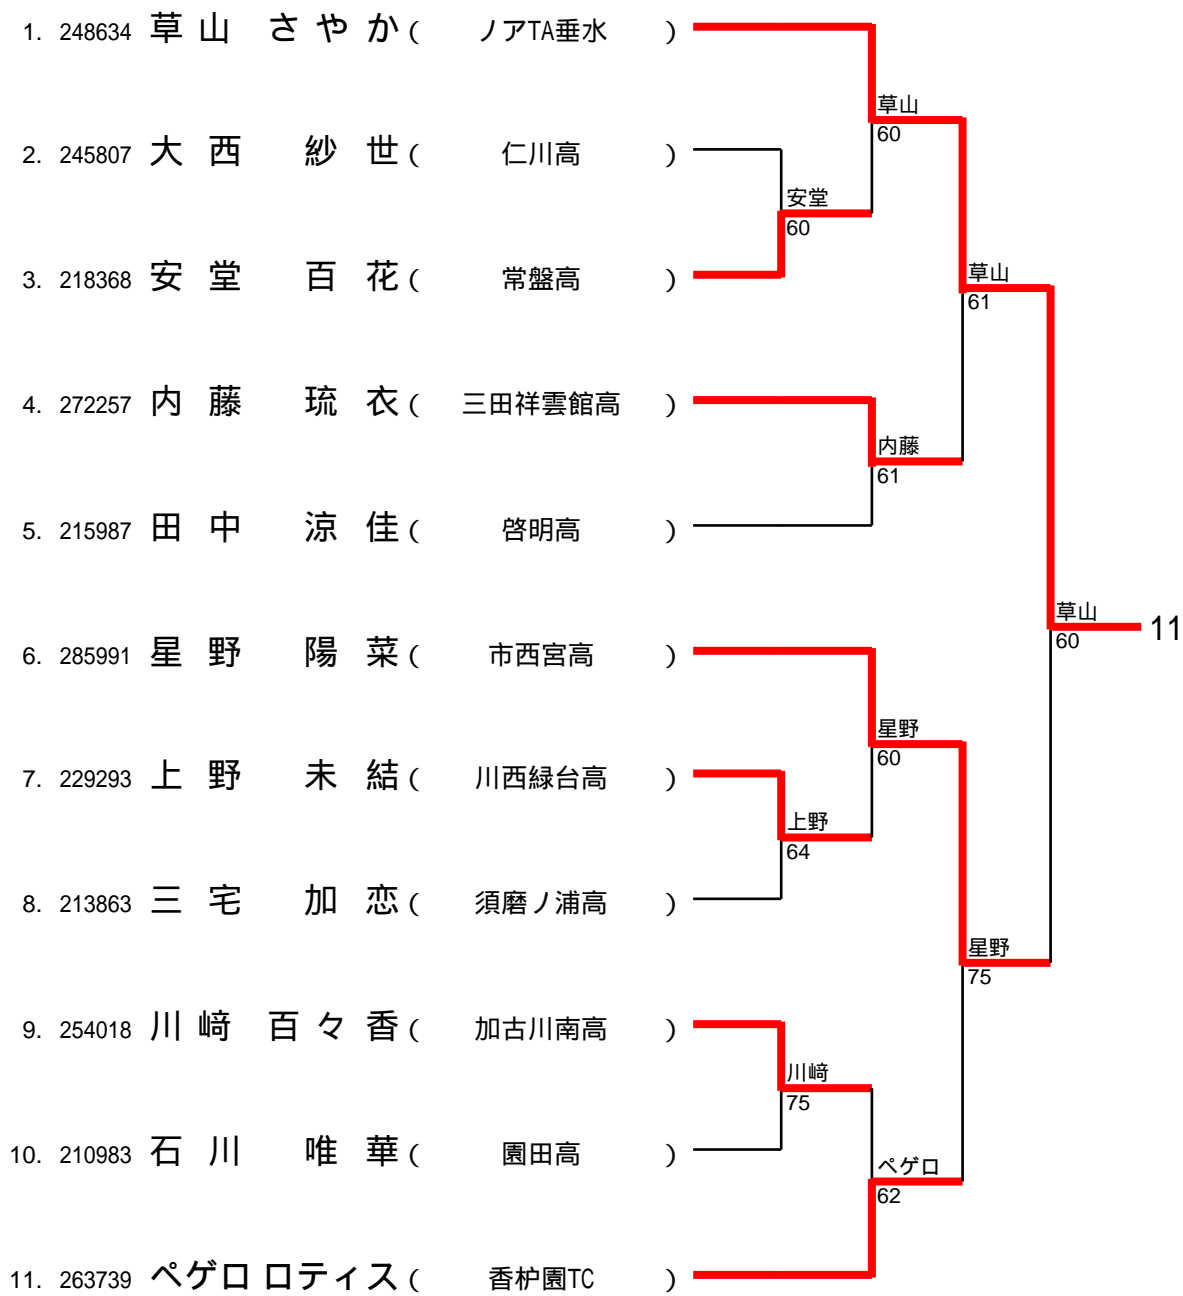 1. 248634 草山 さやか ( ノアTA垂水 )
草山
60
2. 245807 大西 紗世 ( 仁川高 )
安堂
60
3. 218368 安堂 百花 ( 常盤高 )
草山
61
4. 272257 内藤 琉衣 ( 三田祥雲館高 )
内藤
61
5. 215987 田中 涼佳 ( 啓明高 )
草山
60
11
6. 285991 星野 陽菜 ( 市西宮高 )
星野
60
7. 229293 上野 未結 ( 川西緑台高 )
上野
64
8. 213863 三宅 加恋 ( 須磨ノ浦高 )
星野
75
9. 254018 川﨑 百々香 ( 加古川南高 )
川﨑
75
10. 210983 石川 唯華 ( 園田高 )
ペゲロ
62
11. 263739 ペゲロ ロティス ( 香枦園TC )